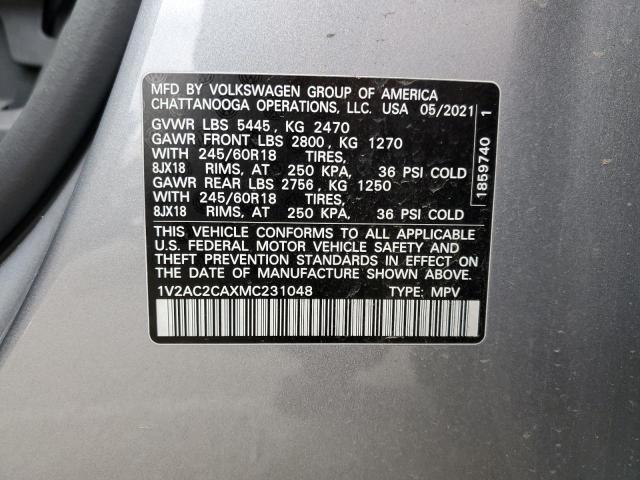 MFD BY VOLKSWAGEN GROUP OF AMERICA
CHATTANOOGA OPERATIONS, LLC. USA 05/2021
GVWR LBS 5445, KG 2470
GAWR FRONT LBS 2800, KG 1270
WITH 245/60R18 TIRES,
8JX18 RIMS, AT 250 KPA, 36 PSI COLD
GAWR REAR LBS 2756, KG 1250
WITH 245/60R18 TIRES,
8JX18 RIMS, AT 250 KPA, 36 PSI COLD
THIS VEHICLE CONFORMS TO ALL APPLICABLE
U.S. FEDERAL MOTOR VEHICLE SAFETY AND
THEFT PREVENTION STANDARDS IN EFFECT ON
DATE OF MANUFACTURE SHOWN ABOVE.
1V2AC2CAXMC231048 TYPE: MPV
1859740 1